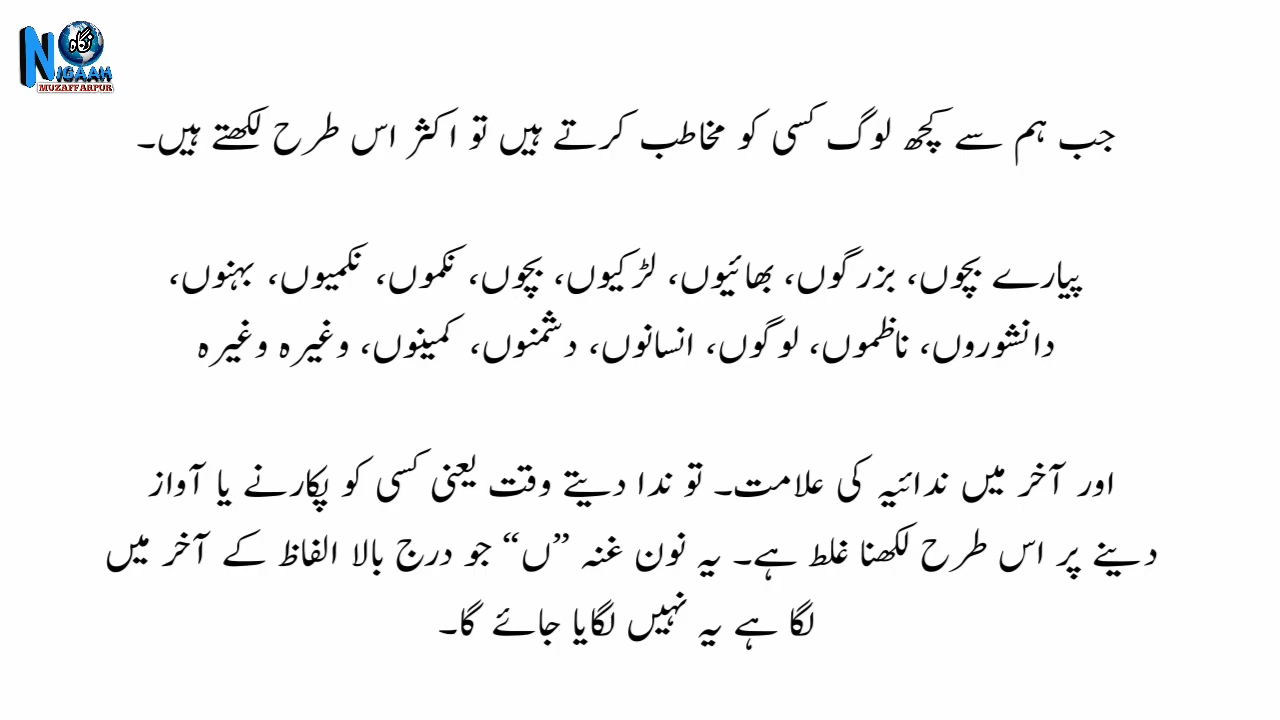 نگاہ
NIGAAH
MUZAFFARPUR
جب ہم سے کچھ لوگ کسی کو مخاطب کرتے ہیں تو اکثر اس طرح لکھتے ہیں۔
پیارے بچوں، بزرگوں، بھائیوں، لڑکیوں، بچوں، نکموں، نکمیوں، بہنوں،
دانشوروں، ناظموں، لوگوں، انسانوں، دشمنوں، کمینوں، وغیرہ وغیرہ
اور آخر میں ندائیہ کی علامت۔ تو ندا دیتے وقت یعنی کسی کو پکارنے یا آواز
دینے پر اس طرح لکھنا غلط ہے۔ یہ نون غنہ ”ں“ جو درج بالا الفاظ کے آخر میں
لگا ہے یہ نہیں لگایا جائے گا۔